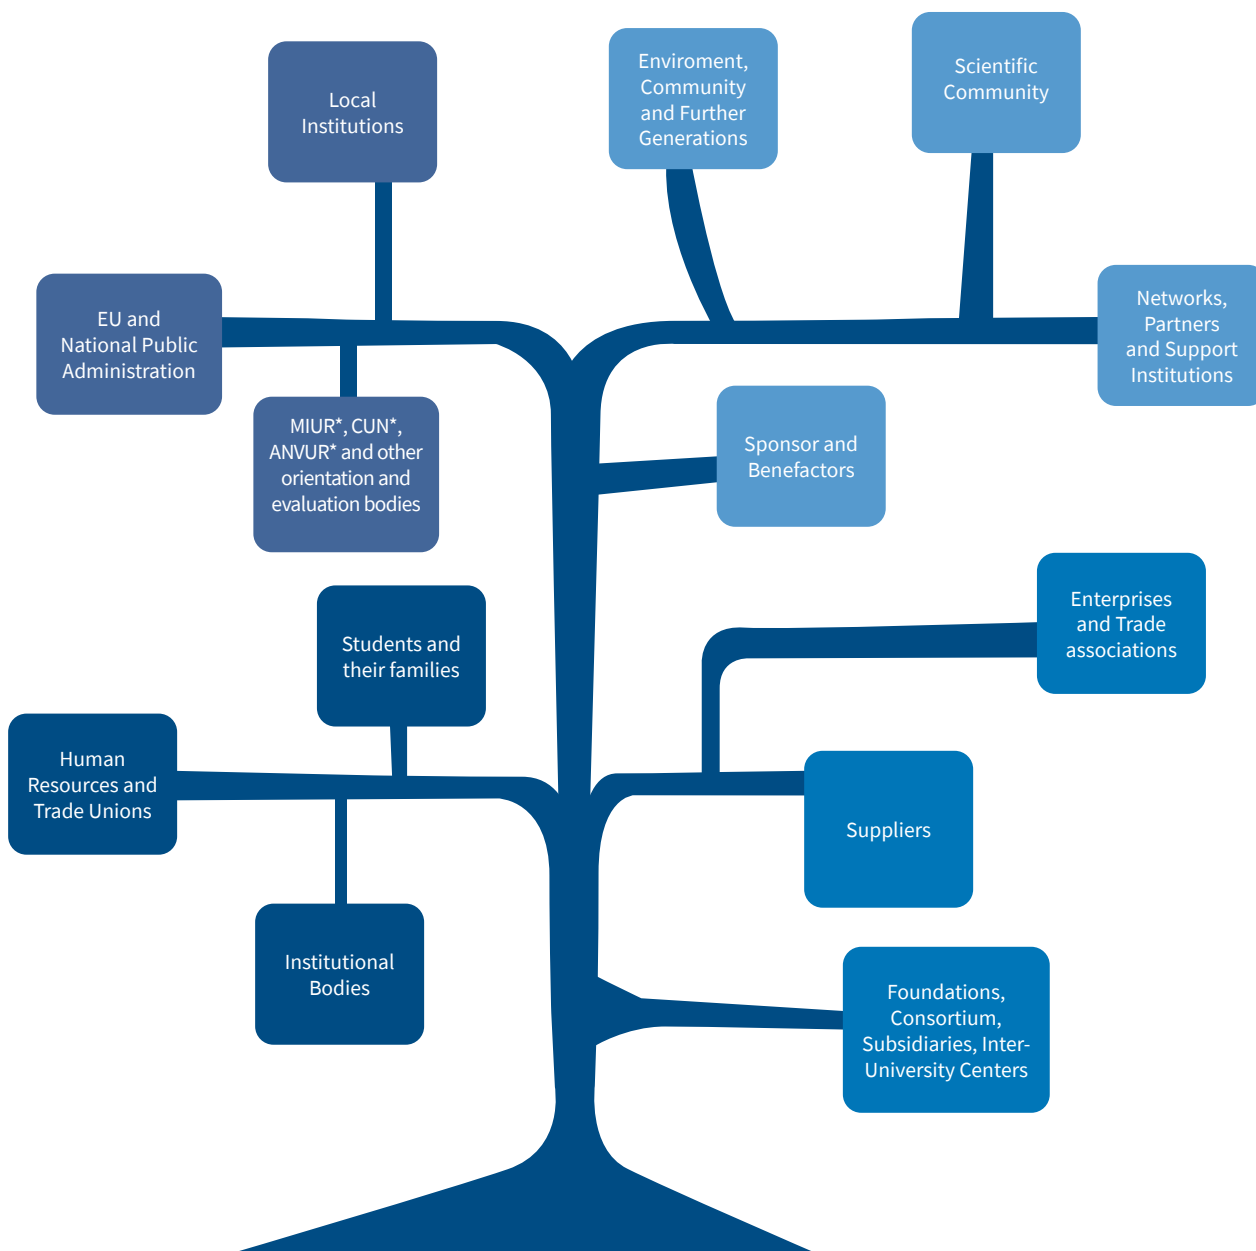 Local
Institutions
Enviroment,
Community
and Further
Generations
Scientific
Community
EU and
National Public
Administration
Networks,
Partners
and Support
Institutions
MIUR*, CUN*,
ANVUR* and other
orientation and
evaluation bodies
Sponsor and
Benefactors
Students and
their families
Enterprises
and Trade
associations
Human
Resources and
Trade Unions
Suppliers
Institutional
Bodies
Foundations,
Consortium,
Subsidiaries, Inter-
University Centers